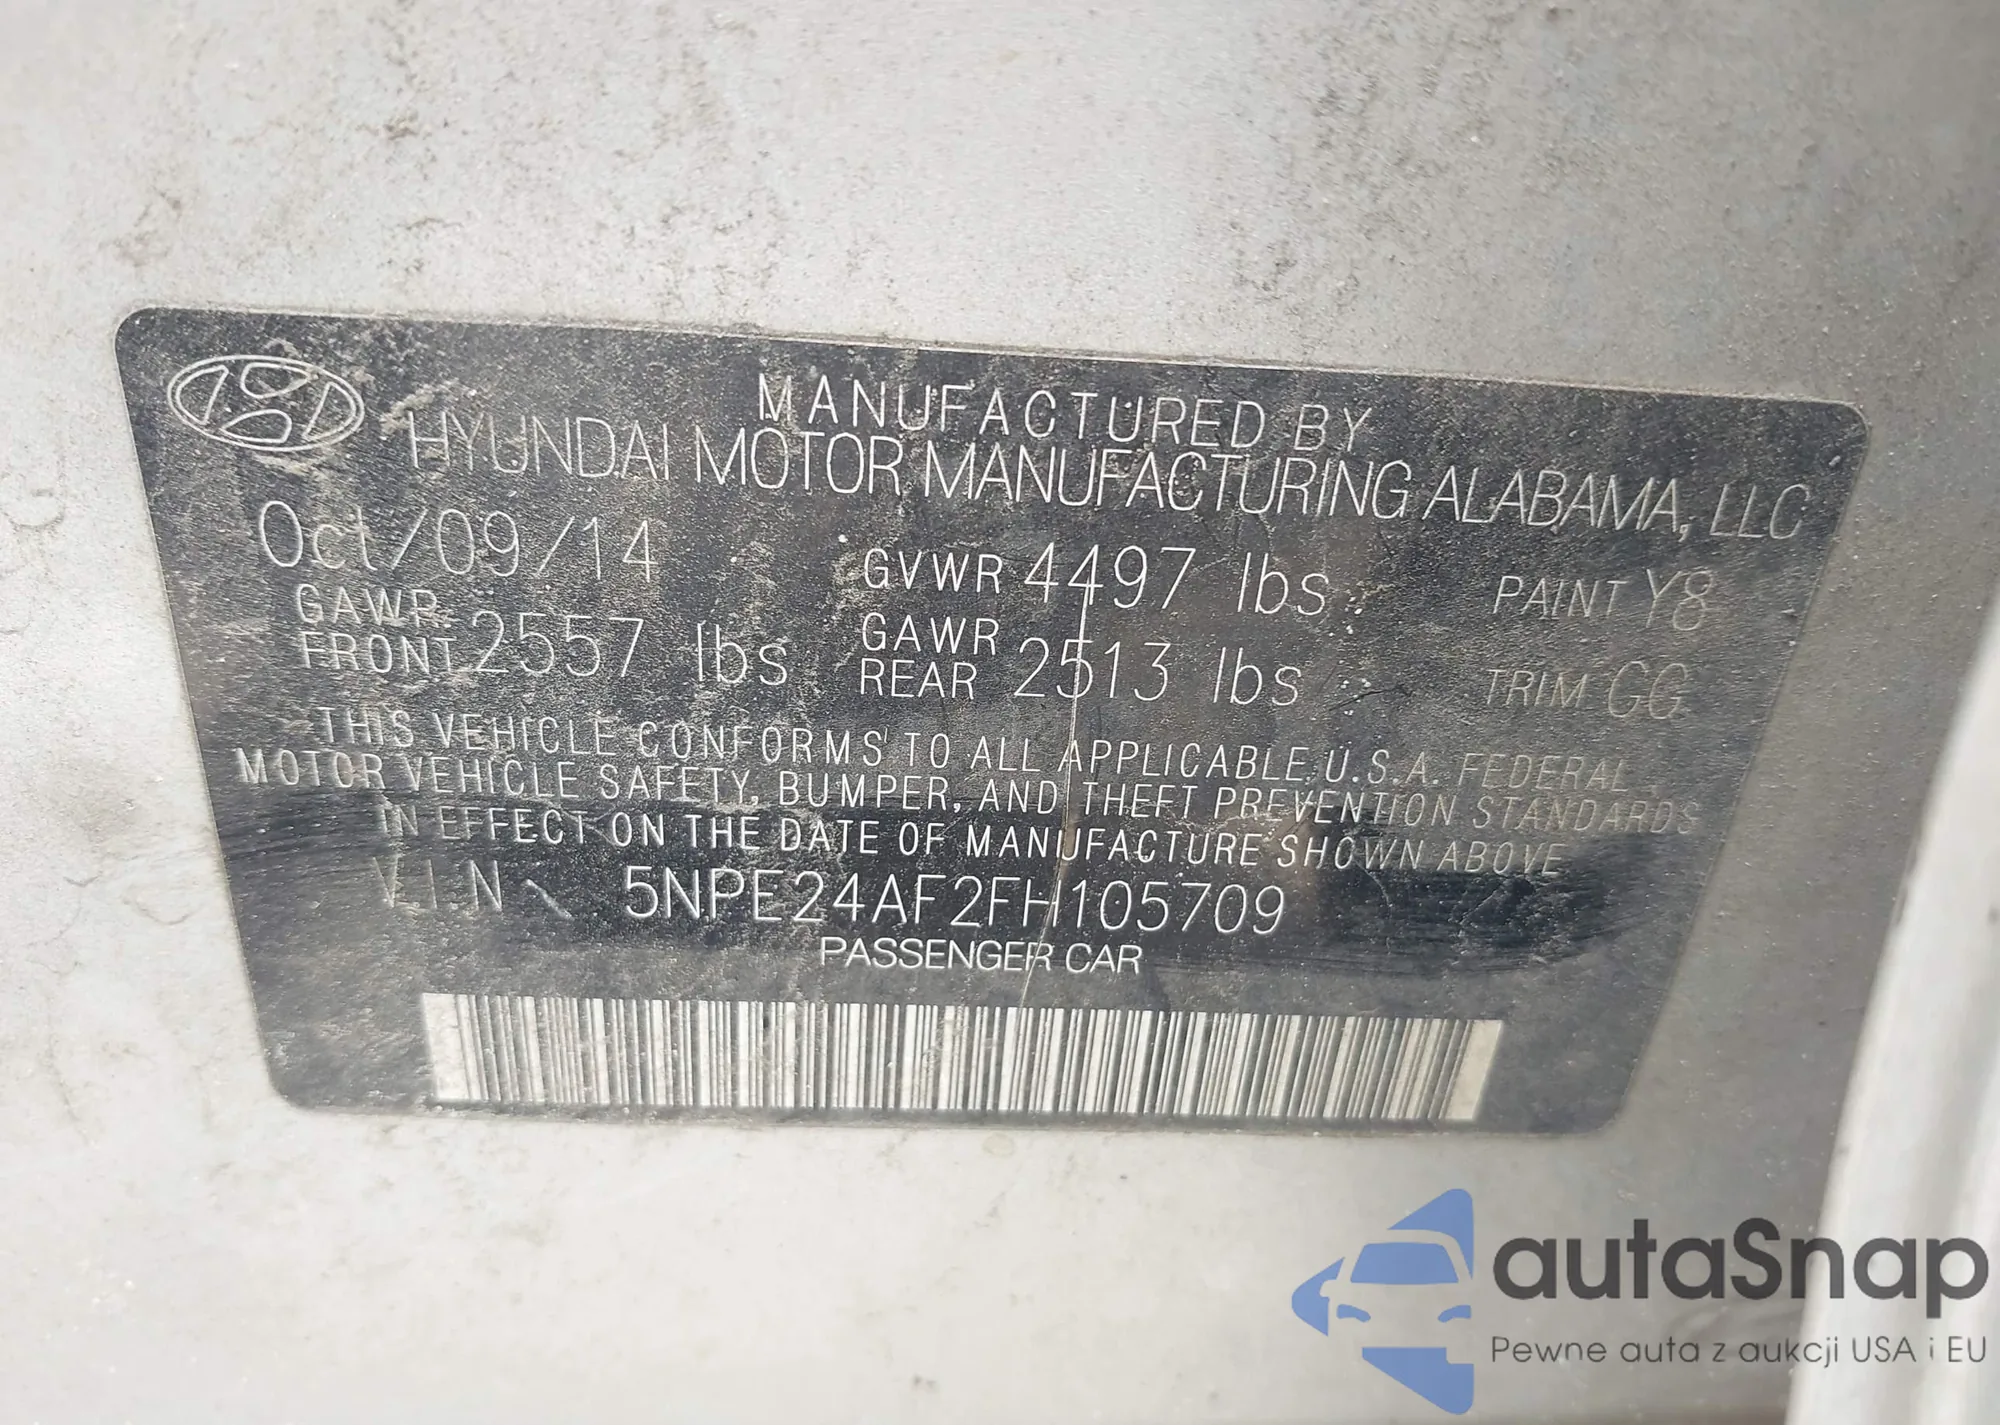 MANUFACTURED BY
HYUNDAI MOTOR MANUFACTURING ALABAMA, LLC
Oct/09/14 GVWR 4497 lbs PAINT Y8
GAWR FRONT 2557 lbs GAWR REAR 2513 lbs TRIM GG
THIS VEHICLE CONFORMS TO ALL APPLICABLE U.S.A. FEDERAL
MOTOR VEHICLE SAFETY, BUMPER, AND THEFT PREVENTION STANDARDS
IN EFFECT ON THE DATE OF MANUFACTURE SHOWN ABOVE
V.I.N 5NPE24AF2FH105709
PASSENGER CAR
autaSnap
Pewne auta z aukcji USA i EU